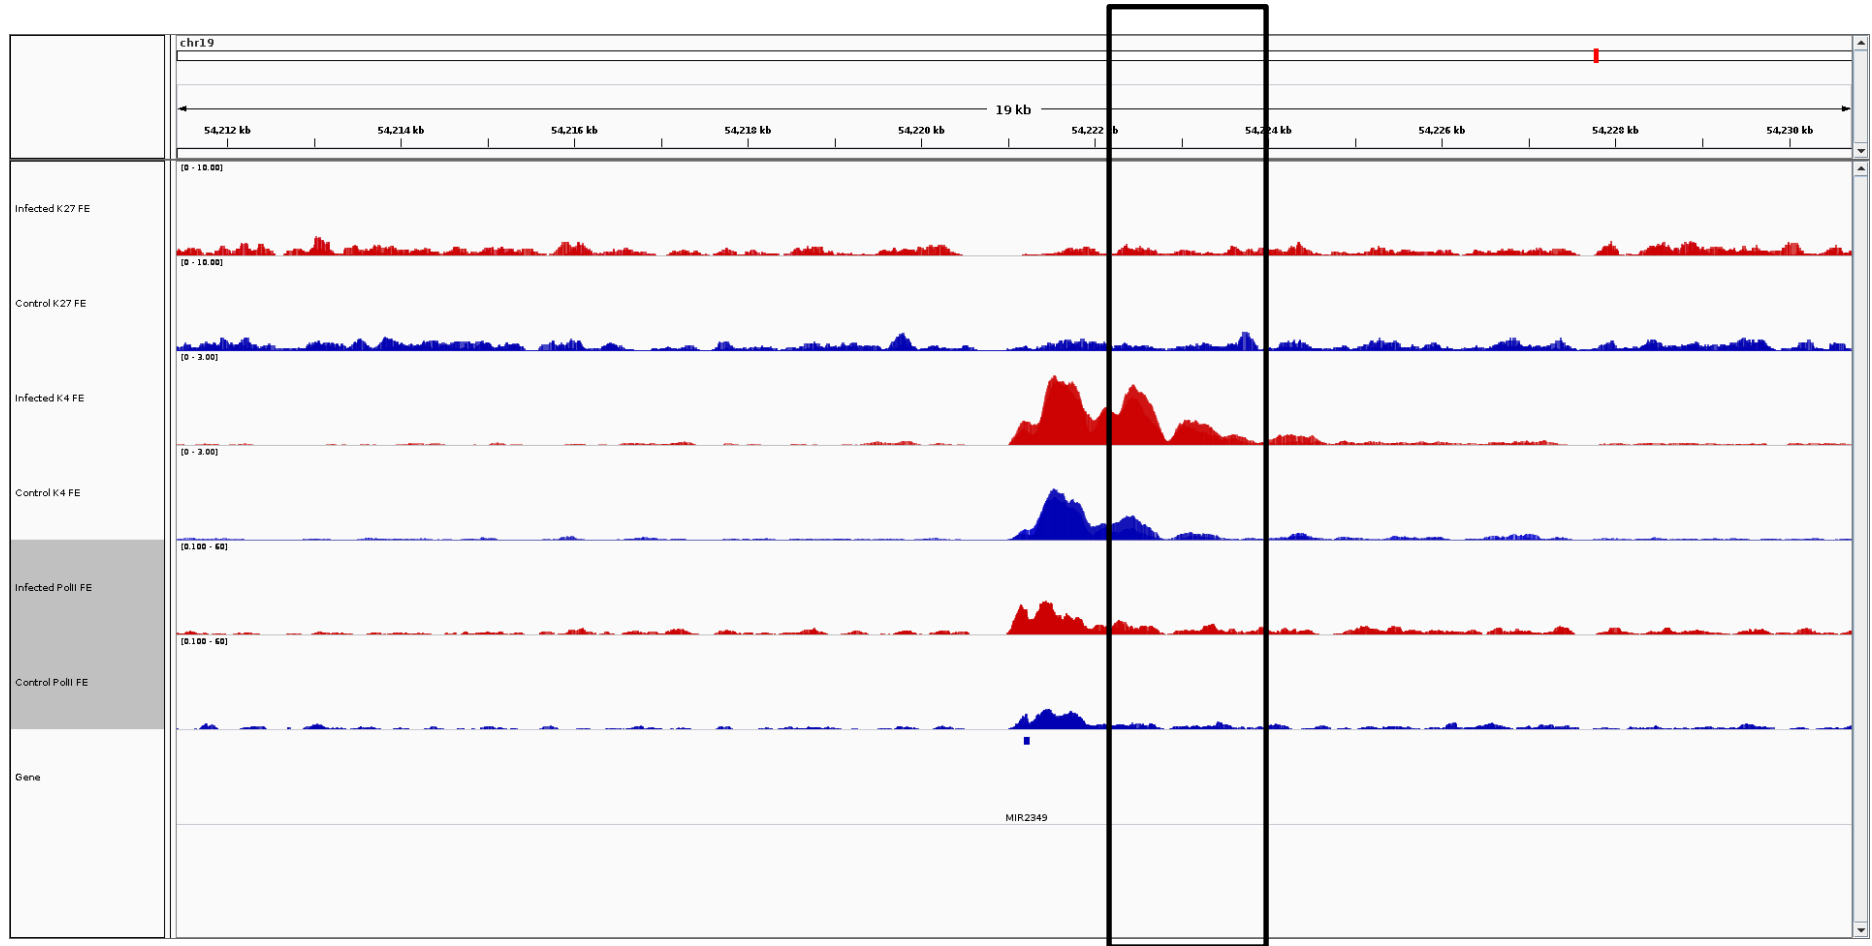 chr19
19 kb
54,212 kb 54,214 kb 54,216 kb 54,218 kb 54,220 kb 54,222 kb 54,224 kb 54,226 kb 54,228 kb 54,230 kb
[0 - 10.00]
Infected K27 FE
[0 - 10.00]
Control K27 FE
[0 - 3.00]
Infected K4 FE
[0 - 3.00]
Control K4 FE
[0.100 - 60]
Infected PolII FE
[0.100 - 60]
Control PolII FE
Gene
MIR2349